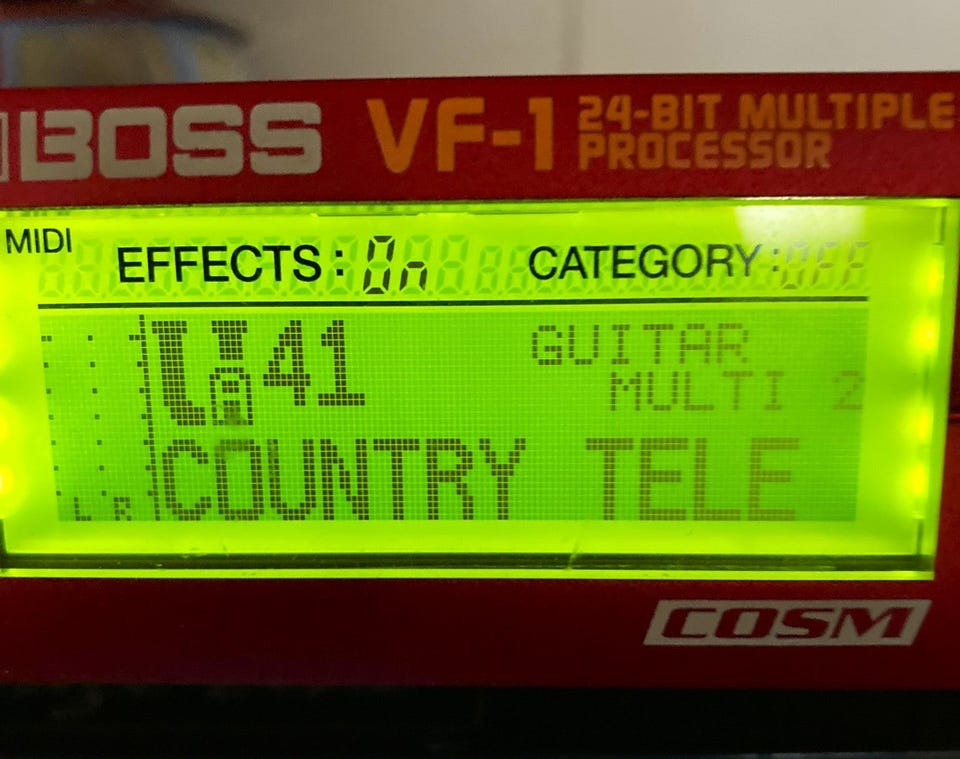 BOSS VF-1 24-BIT MULTIPLE
PROCESSOR
MIDI
EFFECTS: On CATEGORY: OFF
41 GUITAR
MULTI 2
COUNTRY TELE
L R
COSM